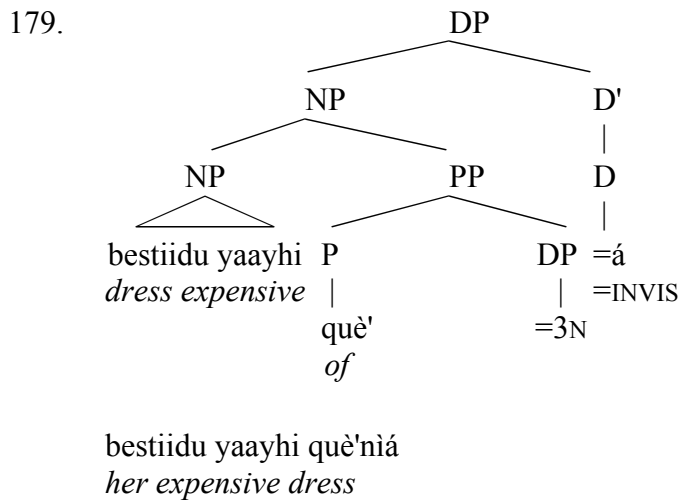 179.
DP
NP D'
NP PP D
bestiidu yaayhi P DP =á
dress expensive =INVIS
què' =3N
of
bestiidu yaayhi què'nìá
her expensive dress